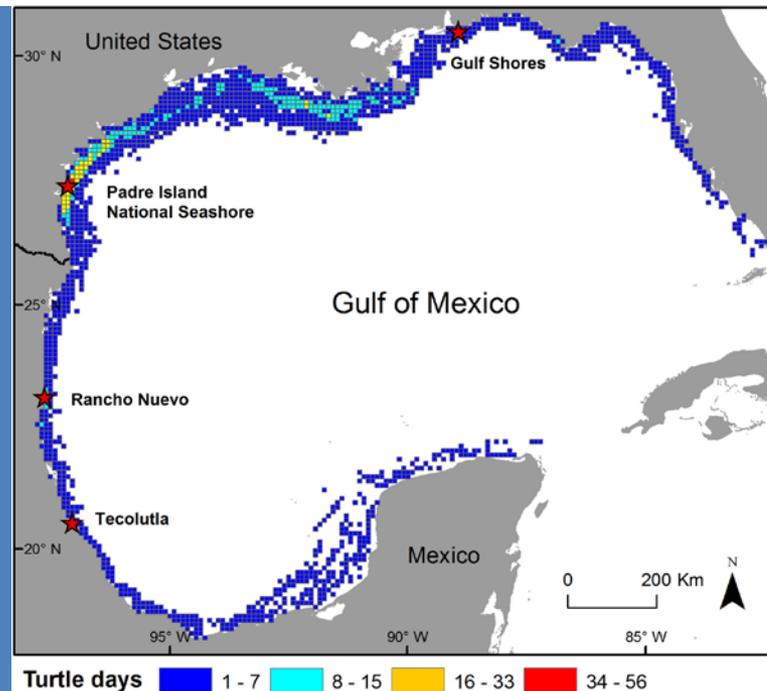 United States
30° N
Gulf Shores
Padre Island
National Seashore
Gulf of Mexico
25° N
Rancho Nuevo
Tecolutla
20° N
Mexico
0 200 Km
N
95° W 90° W 85° W
Turtle days 1 - 7 8 - 15 16 - 33 34 - 56